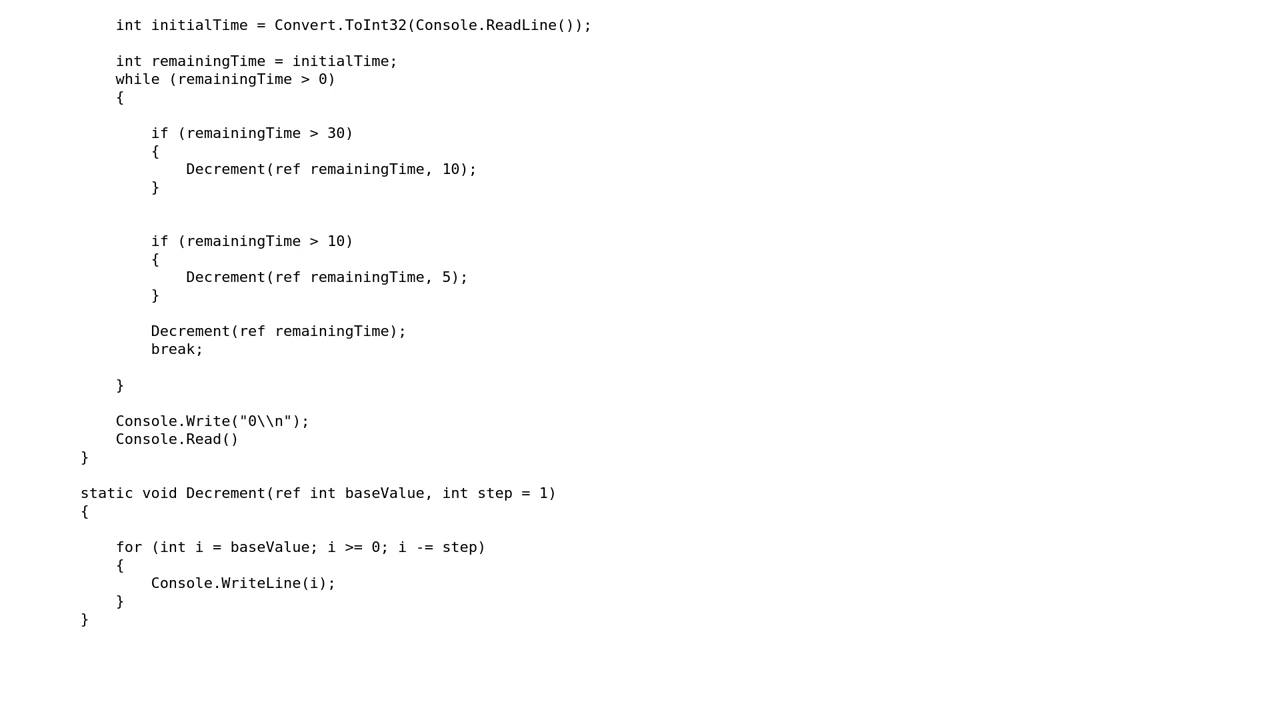 int initialTime = Convert.ToInt32(Console.ReadLine());
int remainingTime = initialTime;
while (remainingTime > 0)
{
if (remainingTime > 30)
{
Decrement(ref remainingTime, 10);
}
if (remainingTime > 10)
{
Decrement(ref remainingTime, 5);
}
Decrement(ref remainingTime);
break;
}
Console.Write("0\\n");
Console.Read()
}
static void Decrement(ref int baseValue, int step = 1)
{
for (int i = baseValue; i >= 0; i -= step)
{
Console.WriteLine(i);
}
}